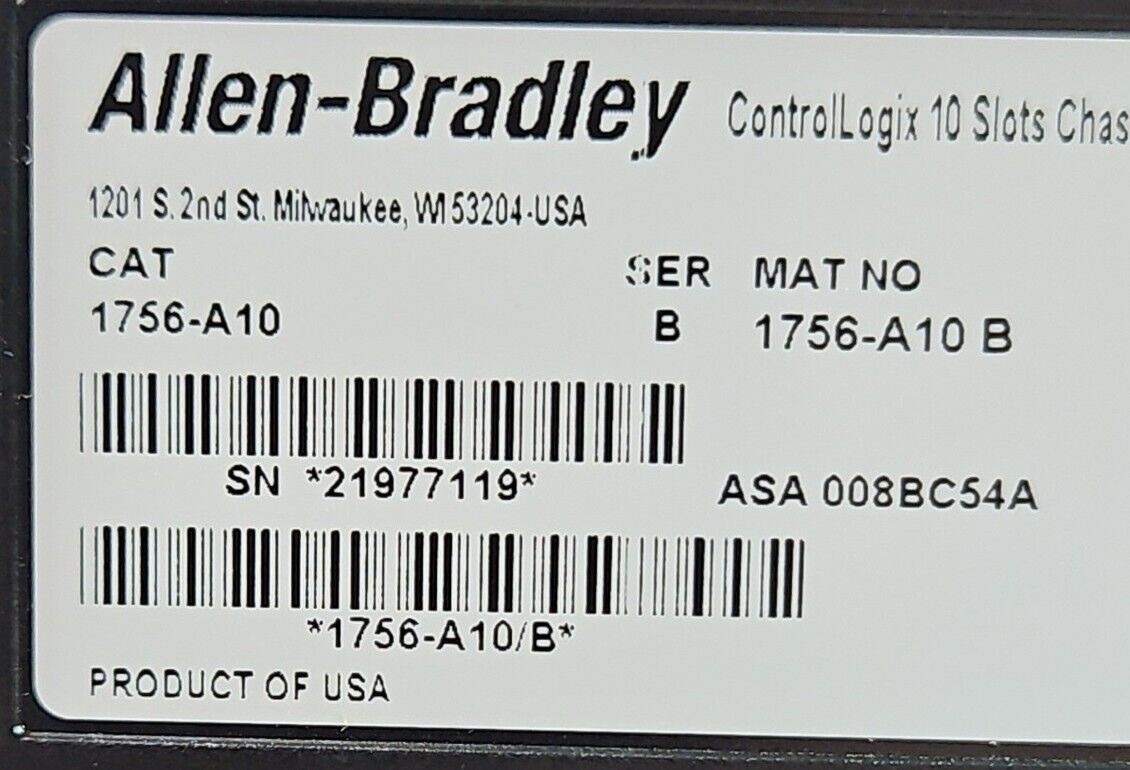 Allen-Bradley ControlLogix 10 Slots Chas
1201 S. 2nd St. Milwaukee, WI 53204-USA
CAT SER MAT NO
1756-A10 B 1756-A10 B
SN *21977119* ASA 008BC54A
*1756-A10/B*
PRODUCT OF USA